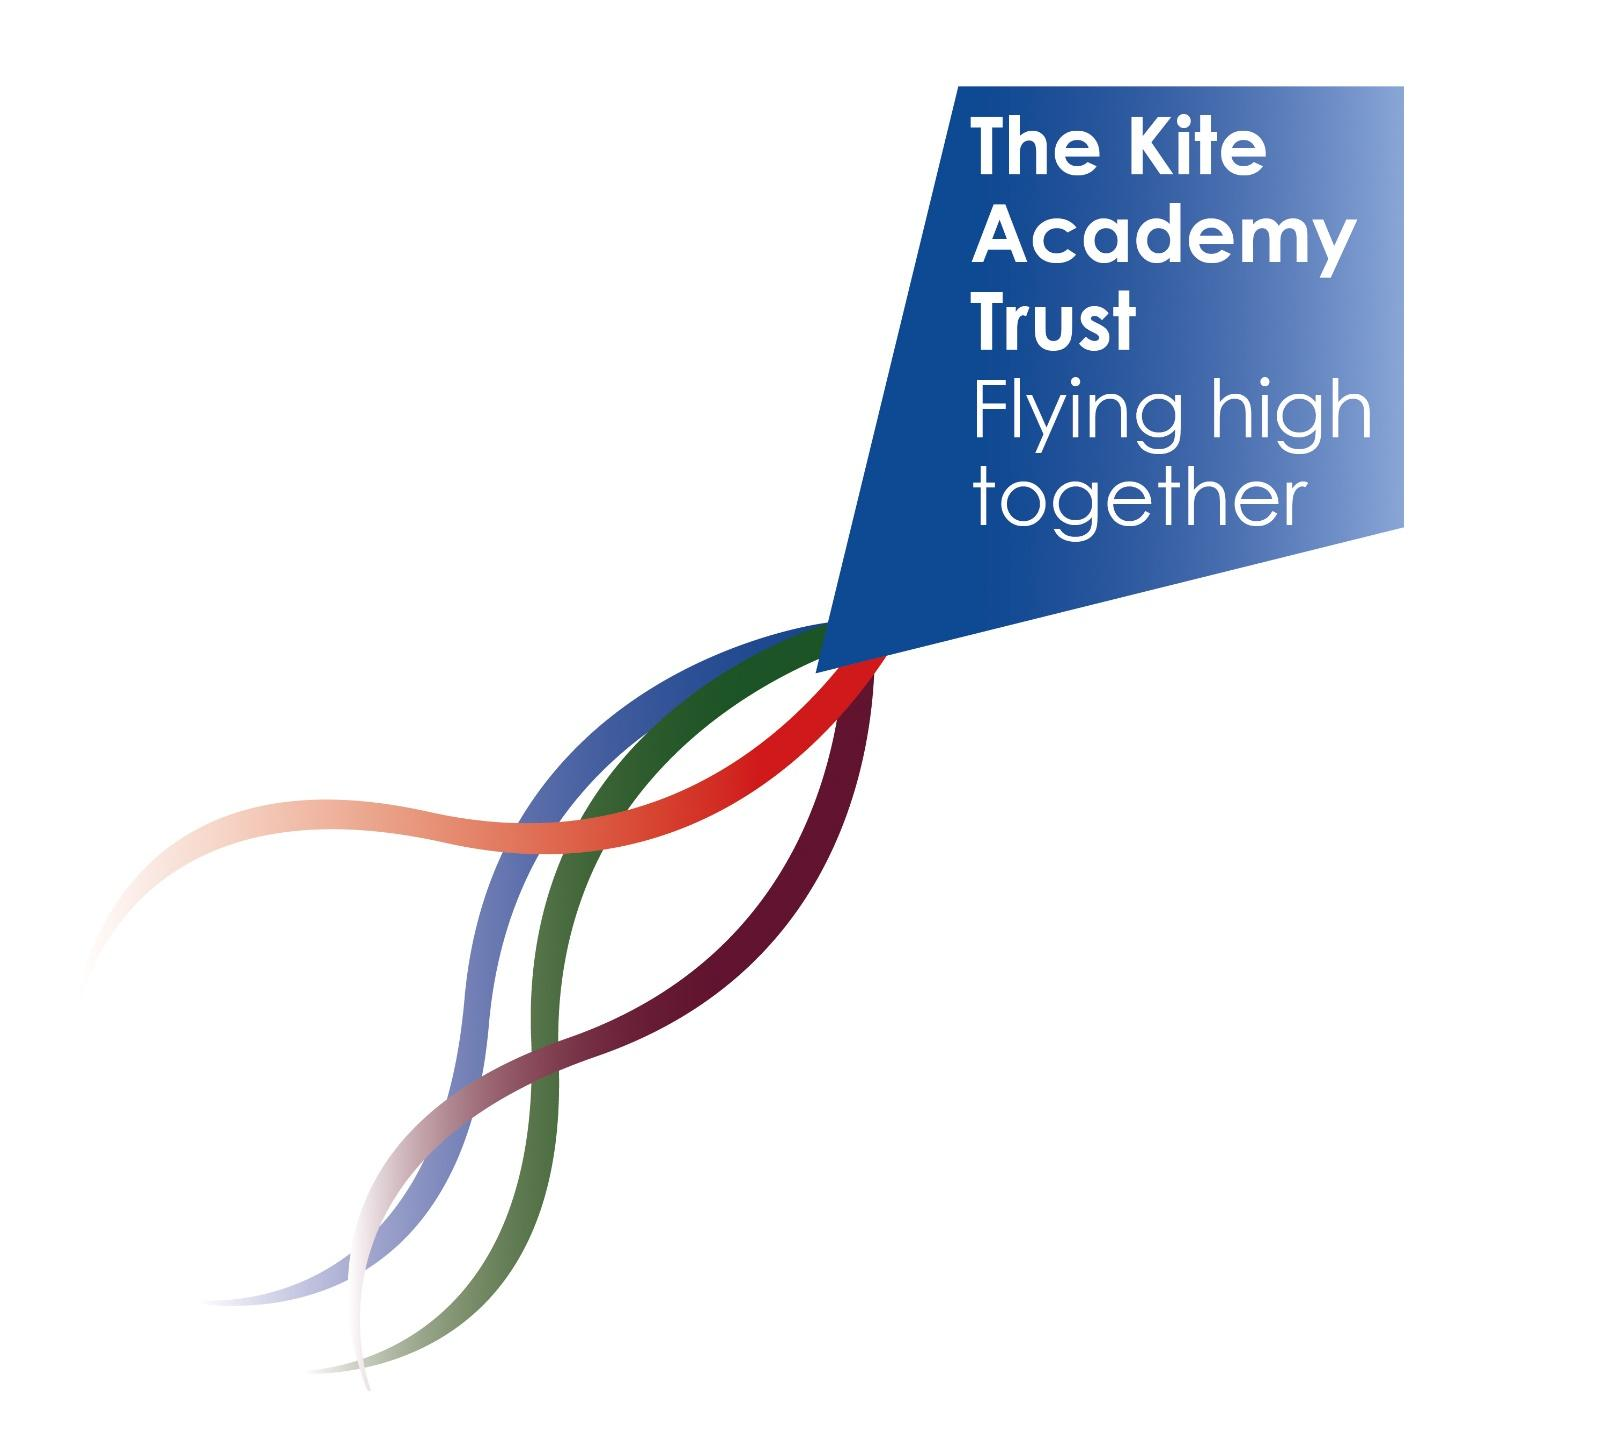 The Kite
Academy
Trust
Flying high
together